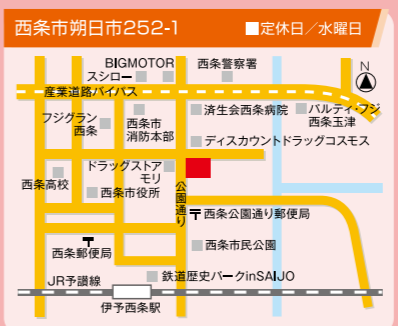 西条市朔日市252-1
■定休日／水曜日
BIGMOTOR
スシロー
西条警察署
N
産業道路バイパス
フジグラン
西条
西条市
消防本部
済生会西条病院
パルティ・フジ
西条玉津
ディスカウントドラッグコスモス
ドラッグストア
モリ
西条高校
西条市役所
公園通り
〒西条公園通り郵便局
〒
西条郵便局
西条市民公園
鉄道歴史パークinSAIJO
JR予讃線
伊予西条駅